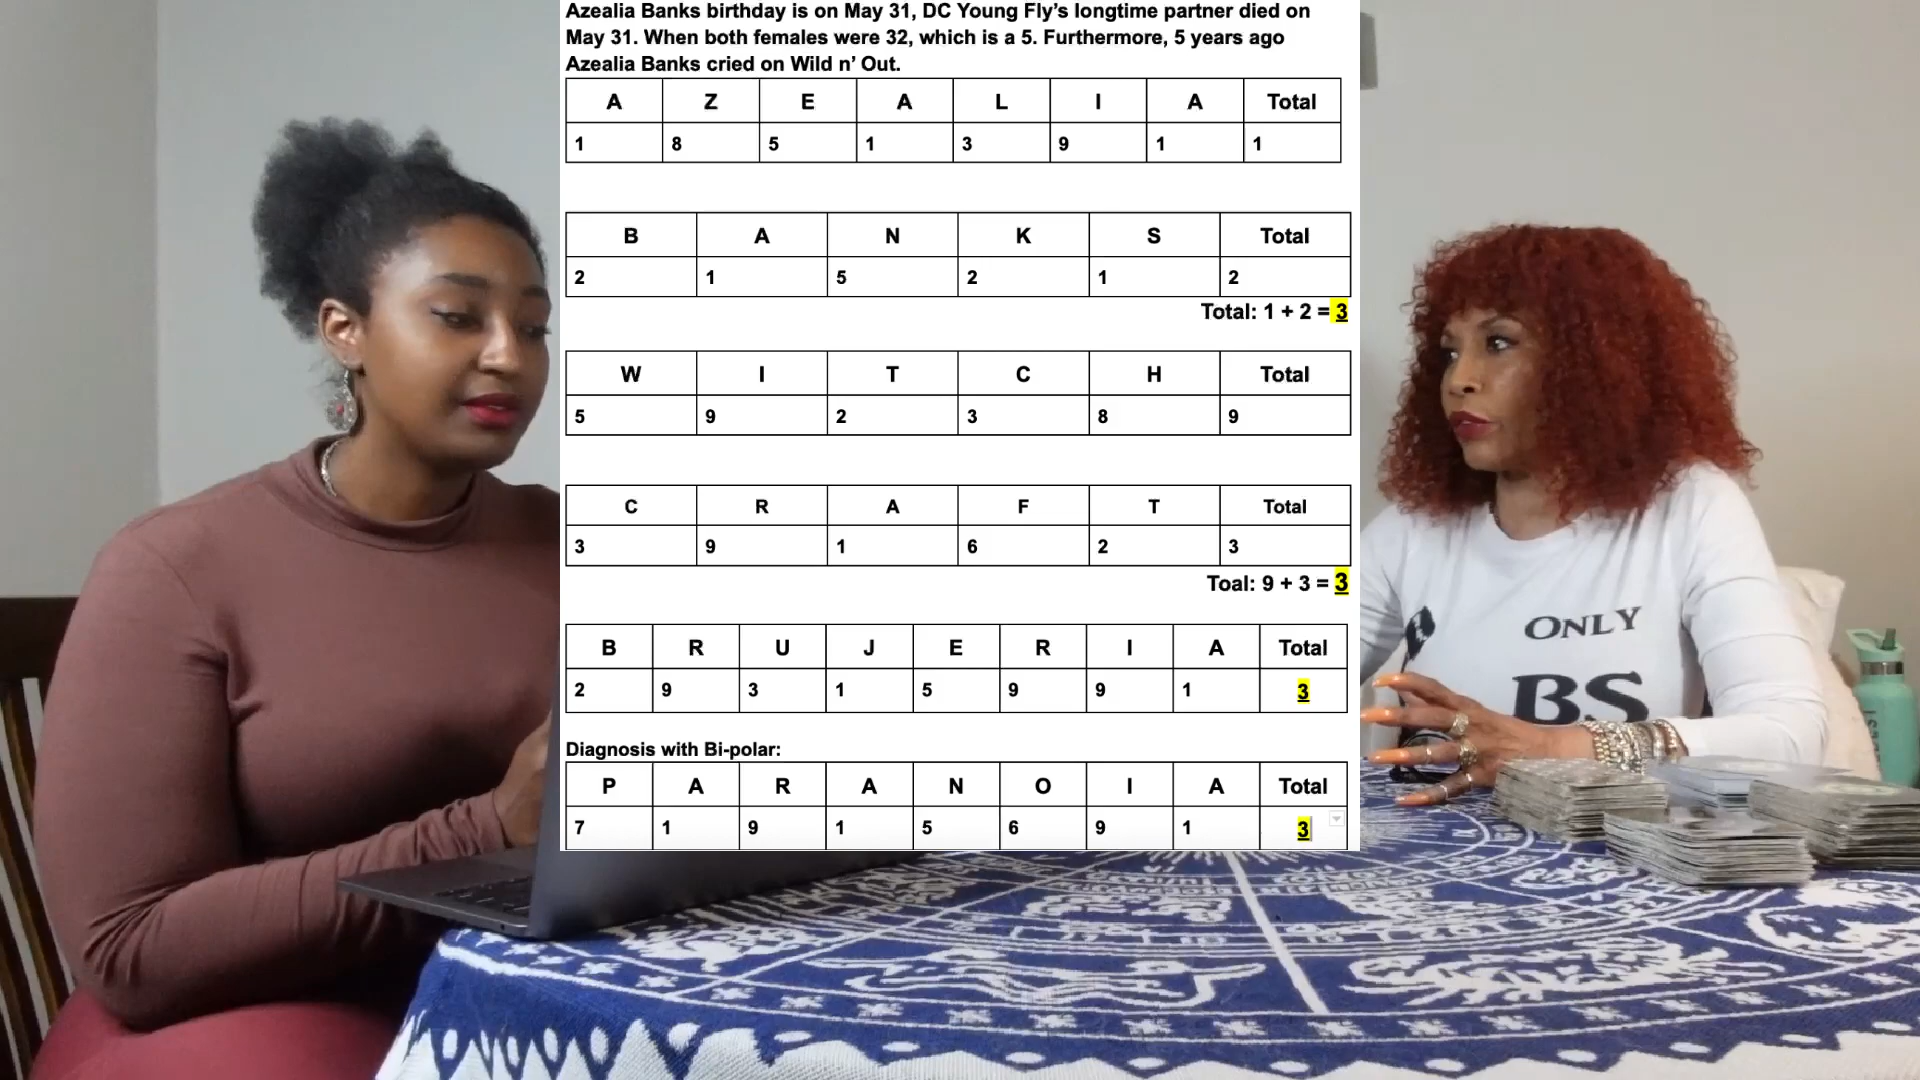 Azealia Banks birthday is on May 31, DC Young Fly’s longtime partner died on
May 31. When both females were 32, which is a 5. Furthermore, 5 years ago
Azealia Banks cried on Wild n’ Out.
A Z E A L I A Total
1 8 5 1 3 9 1 1
B A N K S Total
2 1 5 2 1 2
Total: 1 + 2 = 3
W I T C H Total
5 9 2 3 8 9
C R A F T Total
3 9 1 6 2 3
Toal: 9 + 3 = 3
B R U J E R I A Total
2 9 3 1 5 9 9 1 3
Diagnosis with Bi-polar:
P A R A N O I A Total
7 1 9 1 5 6 9 1 3
ONLY
BS